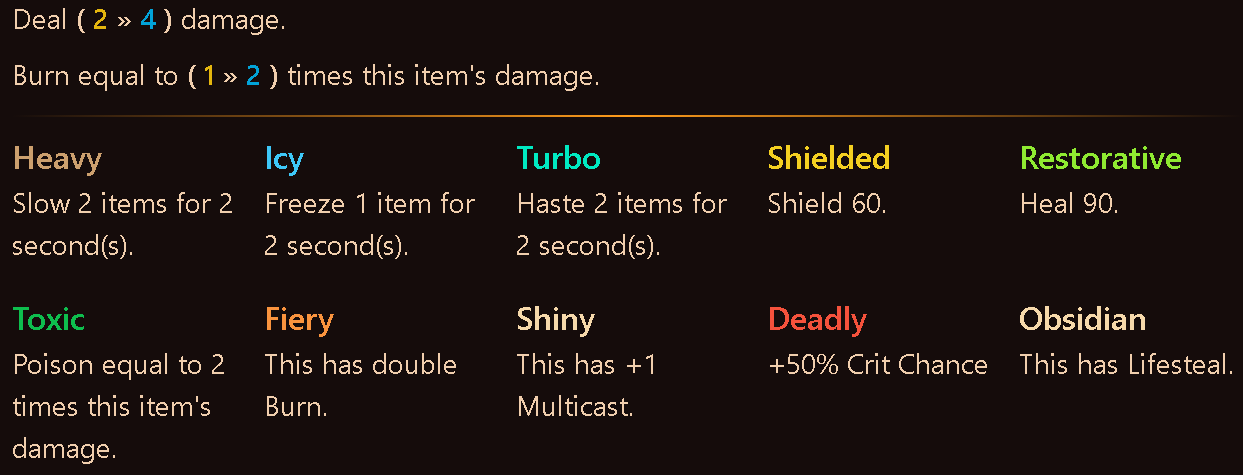 Deal ( 2 » 4 ) damage.
Burn equal to ( 1 » 2 ) times this item's damage.
Heavy
Slow 2 items for 2
second(s).
Icy
Freeze 1 item for
2 second(s).
Turbo
Haste 2 items for
2 second(s).
Shielded
Shield 60.
Restorative
Heal 90.
Toxic
Poison equal to 2
times this item's
damage.
Fiery
This has double
Burn.
Shiny
This has +1
Multicast.
Deadly
+50% Crit Chance
Obsidian
This has Lifesteal.